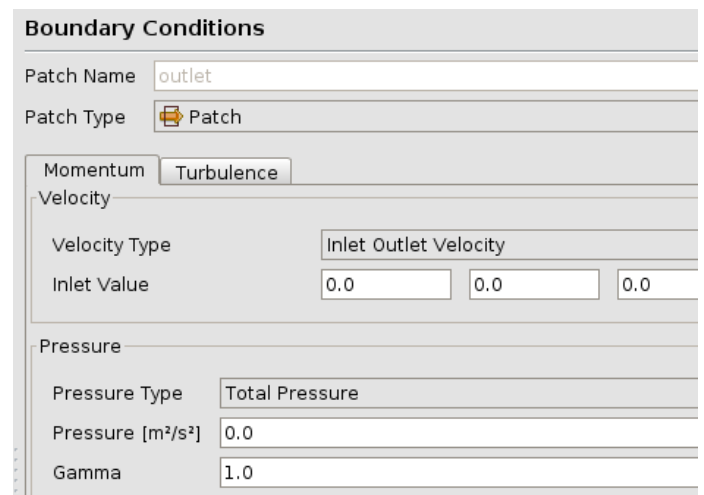 Boundary Conditions
Patch Name outlet
Patch Type Patch
Momentum Turbulence
Velocity
Velocity Type Inlet Outlet Velocity
Inlet Value 0.0 0.0 0.0
Pressure
Pressure Type Total Pressure
Pressure [m²/s²] 0.0
Gamma 1.0